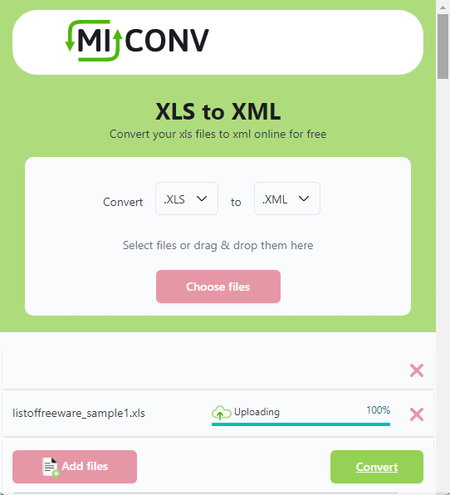 MI CONV
XLS to XML
Convert your xls files to xml online for free
Convert .XLS to .XML
Select files or drag & drop them here
Choose files
listoffreeware_sample1.xls Uploading 100%
Add files Convert